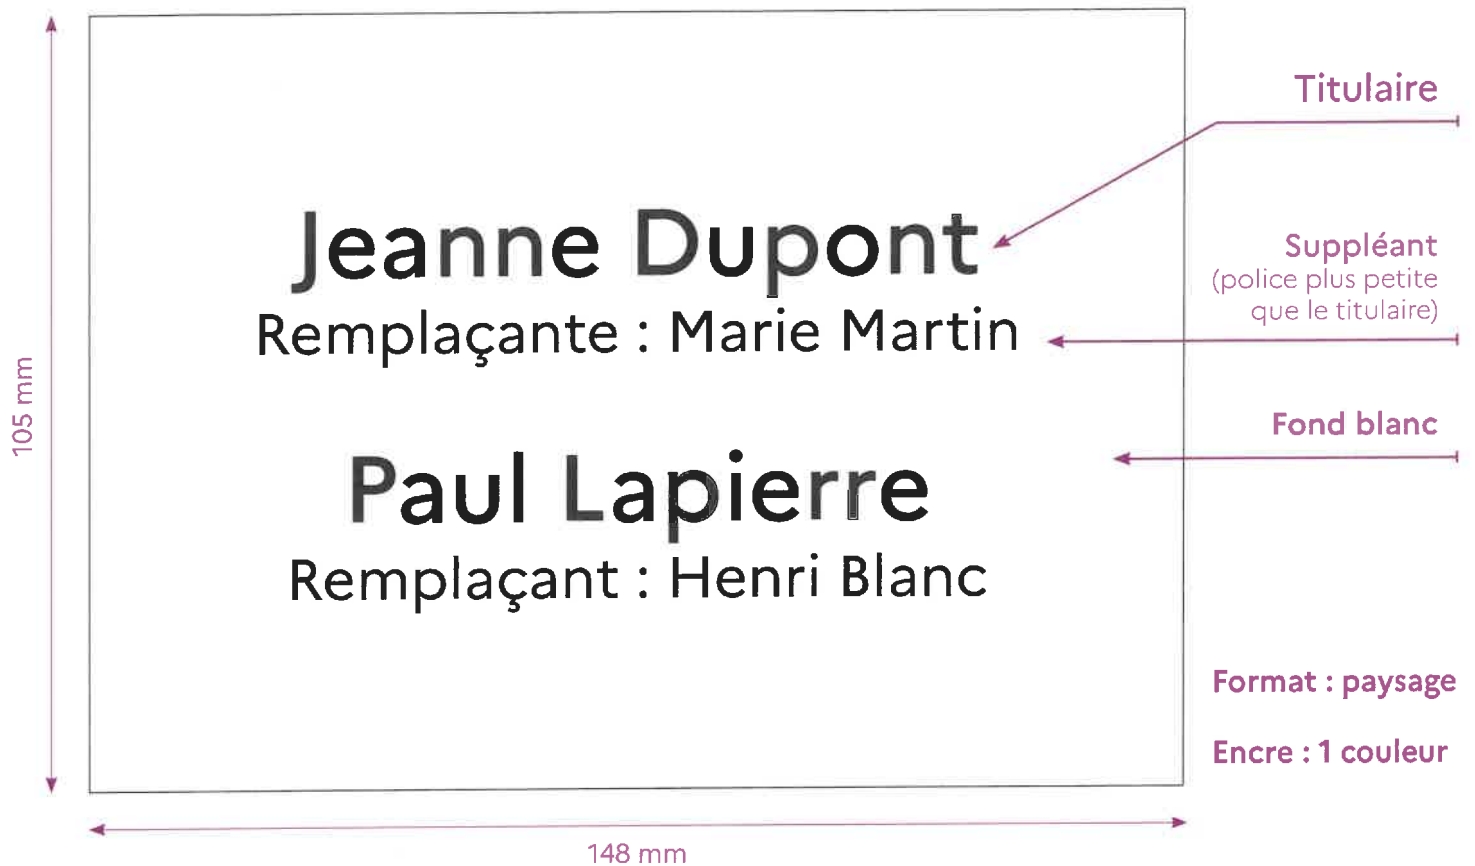 Titulaire
Jeanne Dupont
Suppléant
(police plus petite
que le titulaire)
Remplaçante : Marie Martin
105 mm
Fond blanc
Paul Lapierre
Remplaçant : Henri Blanc
Format : paysage
Encre : 1 couleur
148 mm